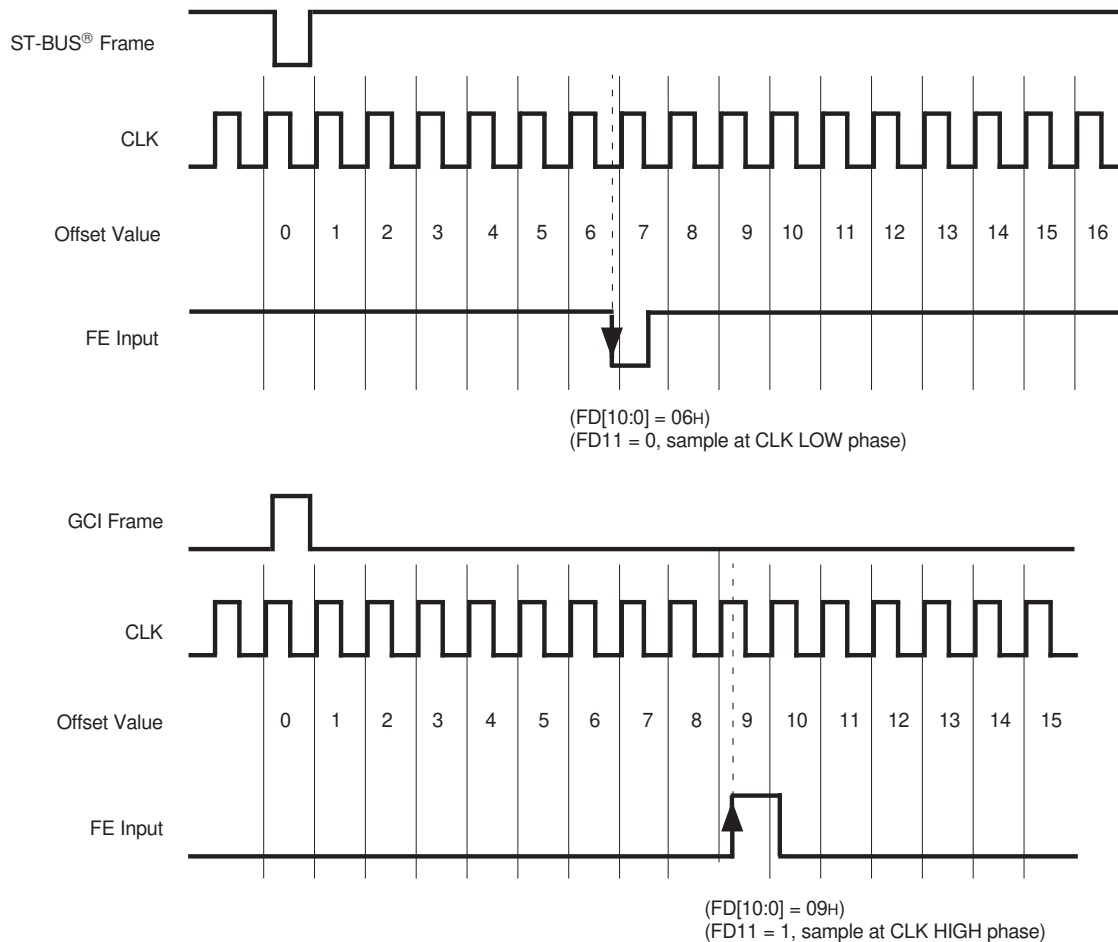 ST-BUS® Frame
CLK
Offset Value 0 1 2 3 4 5 6 7 8 9 10 11 12 13 14 15 16
FE Input
(FD[10:0] = 06H)
(FD11 = 0, sample at CLK LOW phase)
GCI Frame
CLK
Offset Value 0 1 2 3 4 5 6 7 8 9 10 11 12 13 14 15
FE Input
(FD[10:0] = 09H)
(FD11 = 1, sample at CLK HIGH phase)